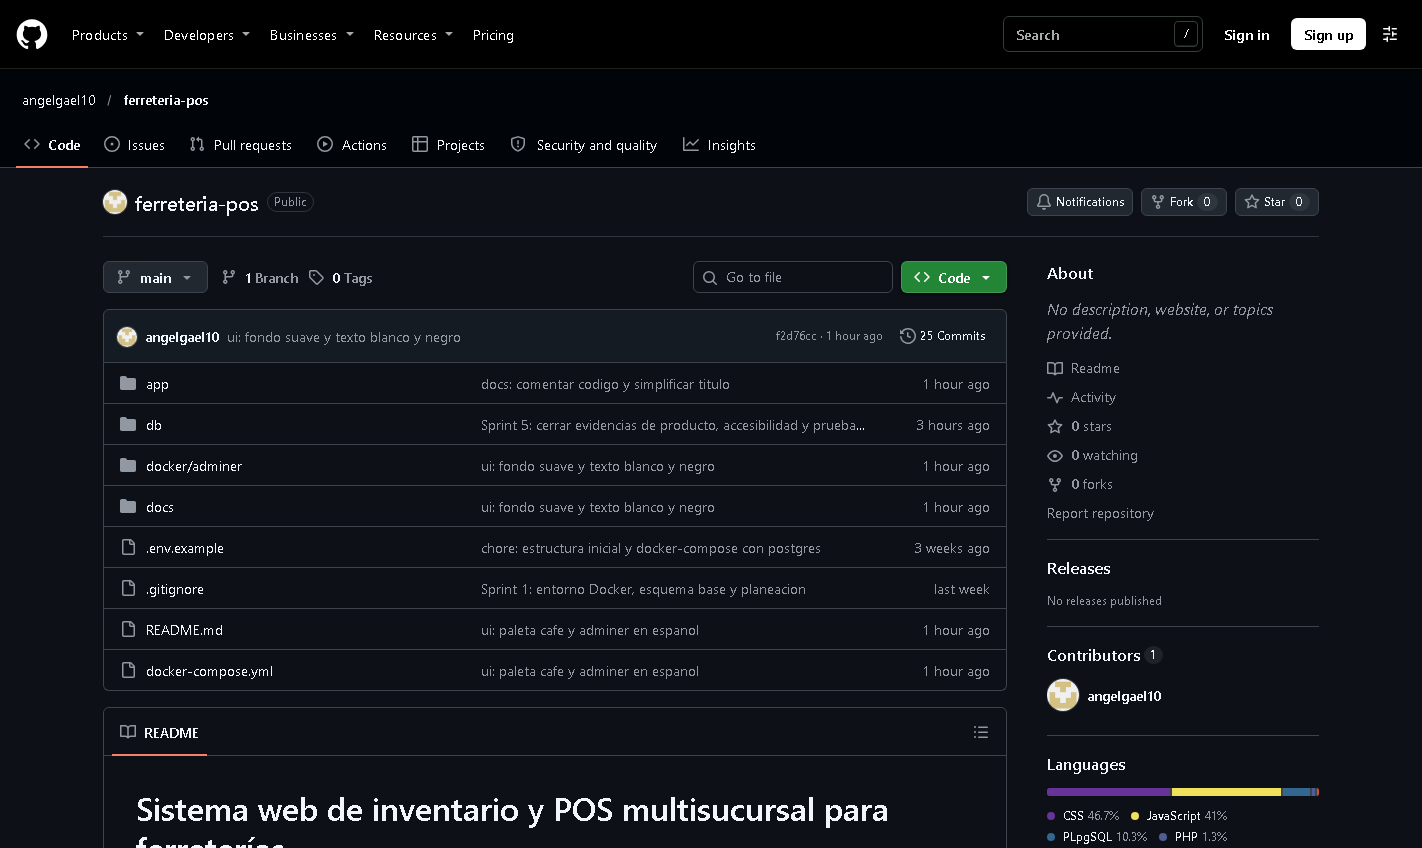 Products Developers Businesses Resources Pricing Search / Sign in Sign up
angelgael10 / ferreteria-pos
Code Issues Pull requests Actions Projects Security and quality Insights
ferreteria-pos Public Notifications Fork 0 Star 0
main 1 Branch 0 Tags Go to file Code
angelgael10 ui: fondo suave y texto blanco y negro f2d76cc · 1 hour ago 25 Commits
app docs: comentar codigo y simplificar titulo 1 hour ago
db Sprint 5: cerrar evidencias de producto, accesibilidad y prueba... 3 hours ago
docker/adminer ui: fondo suave y texto blanco y negro 1 hour ago
docs ui: fondo suave y texto blanco y negro 1 hour ago
.env.example chore: estructura inicial y docker-compose con postgres 3 weeks ago
.gitignore Sprint 1: entorno Docker, esquema base y planeacion last week
README.md ui: paleta cafe y adminer en espanol 1 hour ago
docker-compose.yml ui: paleta cafe y adminer en espanol 1 hour ago
README
Sistema web de inventario y POS multisucursal para
ferreterías
About
No description, website, or topics
provided.
Readme
Activity
0 stars
0 watching
0 forks
Report repository
Releases
No releases published
Contributors 1
angelgael10
Languages
CSS 46.7% JavaScript 41%
PLpgSQL 10.3% PHP 1.3%